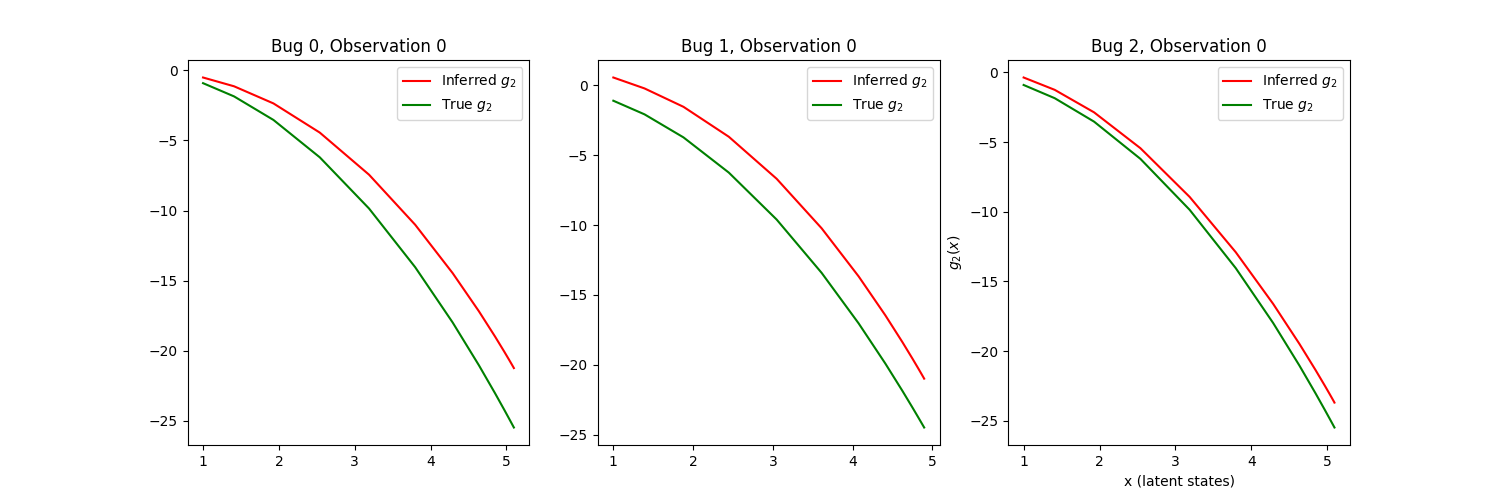 Bug 0, Observation 0
Inferred g₂
True g₂
0
−5
−10
−15
−20
−25
1 2 3 4 5
Bug 1, Observation 0
Inferred g₂
True g₂
0
−5
−10
−15
−20
−25
1 2 3 4 5
Bug 2, Observation 0
Inferred g₂
True g₂
g₂(x)
0
−5
−10
−15
−20
−25
1 2 3 4 5
x (latent states)